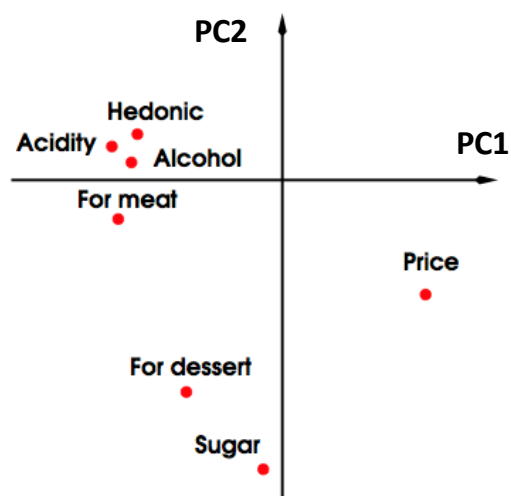 PC2
Hedonic
Acidity
Alcohol
PC1
For meat
Price
For dessert
Sugar